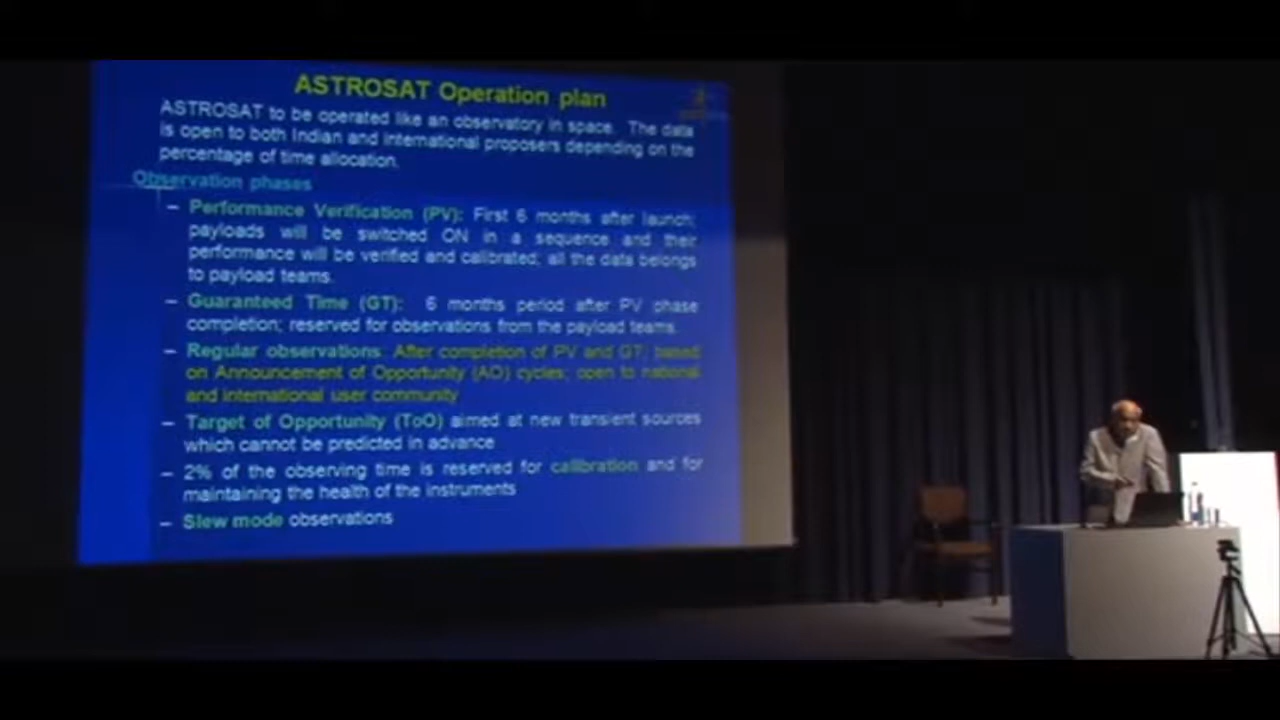 ASTROSAT Operation plan
ASTROSAT to be operated like an observatory in space. The data
is open to both Indian and international proposers depending on the
percentage of time allocation.
Observation phases
– Performance Verification (PV): First 6 months after launch;
payloads will be switched ON in a sequence and their
performance will be verified and calibrated; all the data belongs
to payload teams.
– Guaranteed Time (GT): 6 months period after PV phase
completion; reserved for observations from the payload teams.
– Regular observations: After completion of PV and GT; based
on Announcement of Opportunity (AO) cycles; open to national
and international user community
– Target of Opportunity (ToO) aimed at new transient sources
which cannot be predicted in advance
– 2% of the observing time is reserved for calibration and for
maintaining the health of the instruments
– Slew mode observations